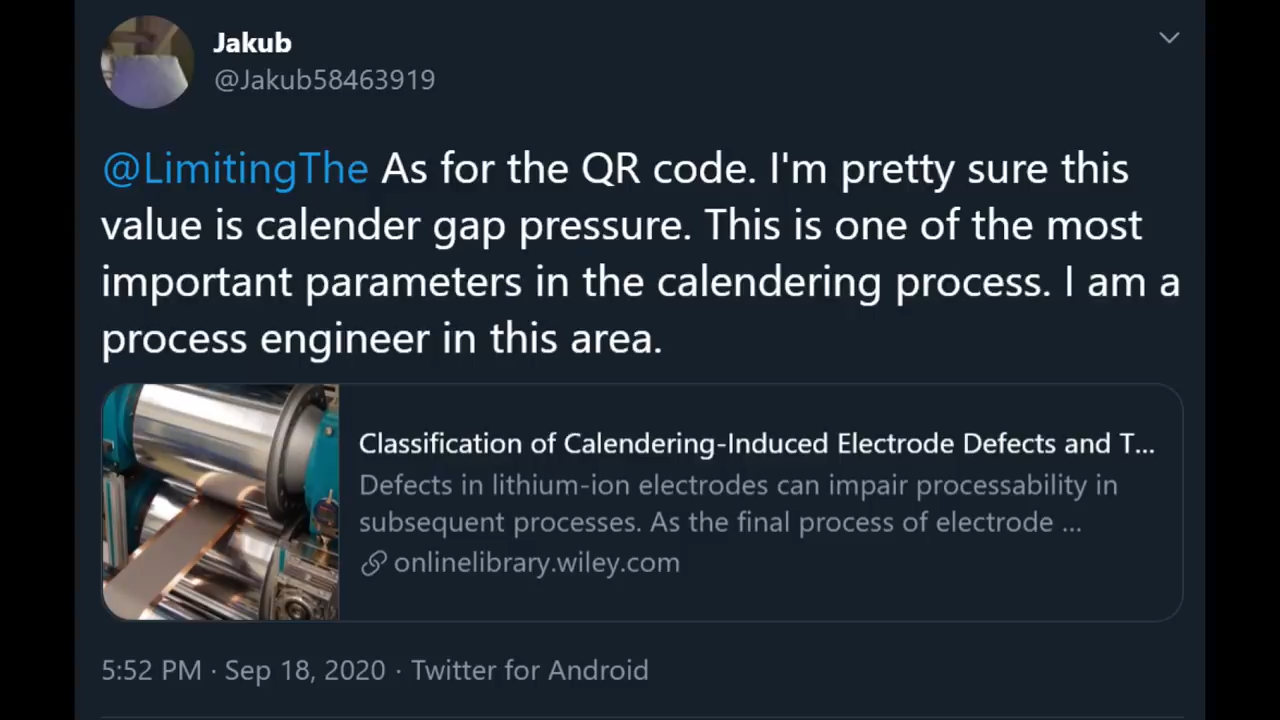 Jakub
@Jakub58463919
@LimitingThe As for the QR code. I'm pretty sure this
value is calender gap pressure. This is one of the most
important parameters in the calendering process. I am a
process engineer in this area.
Classification of Calendering-Induced Electrode Defects and T...
Defects in lithium-ion electrodes can impair processability in
subsequent processes. As the final process of electrode ...
onlinelibrary.wiley.com
5:52 PM · Sep 18, 2020 · Twitter for Android